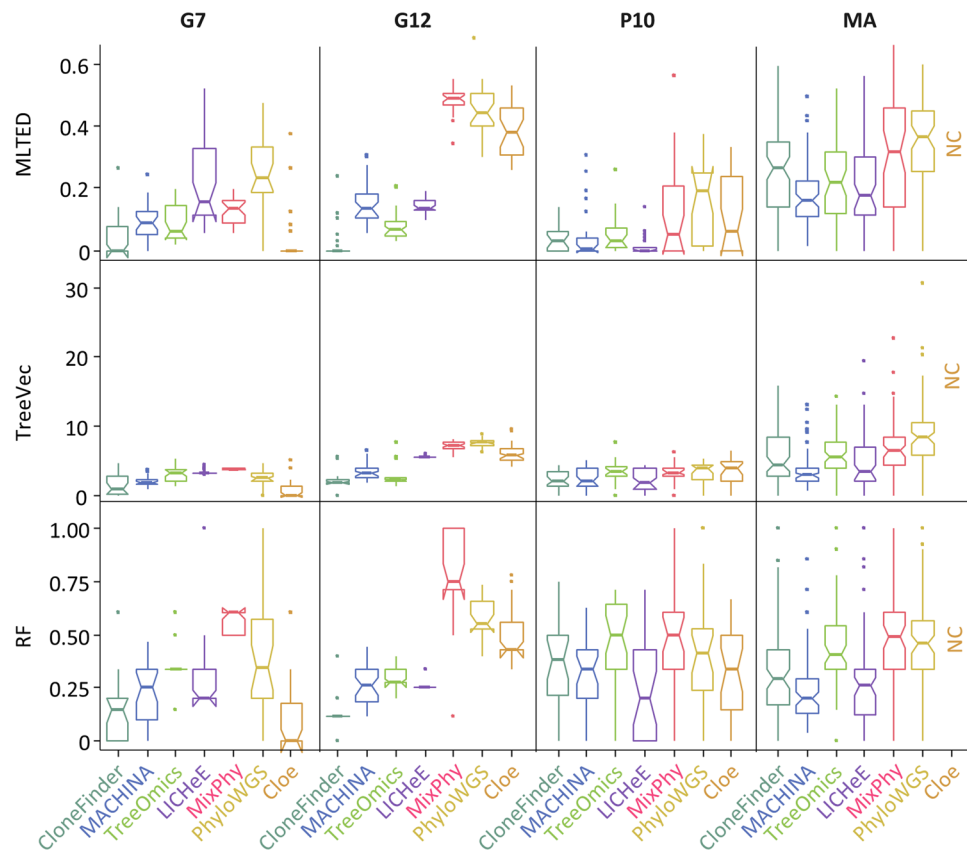 G7 G12 P10 MA
MLTED
0.6
0.4
0.2
0
NC
TreeVec
30
20
10
0
NC
RF
1.00
0.75
0.50
0.25
0
NC
CloneFinder MACHINA TreeOmics LICHeE MixPhy PhyloWGS Cloe CloneFinder MACHINA TreeOmics LICHeE MixPhy PhyloWGS Cloe CloneFinder MACHINA TreeOmics LICHeE MixPhy PhyloWGS Cloe CloneFinder MACHINA TreeOmics LICHeE MixPhy PhyloWGS Cloe